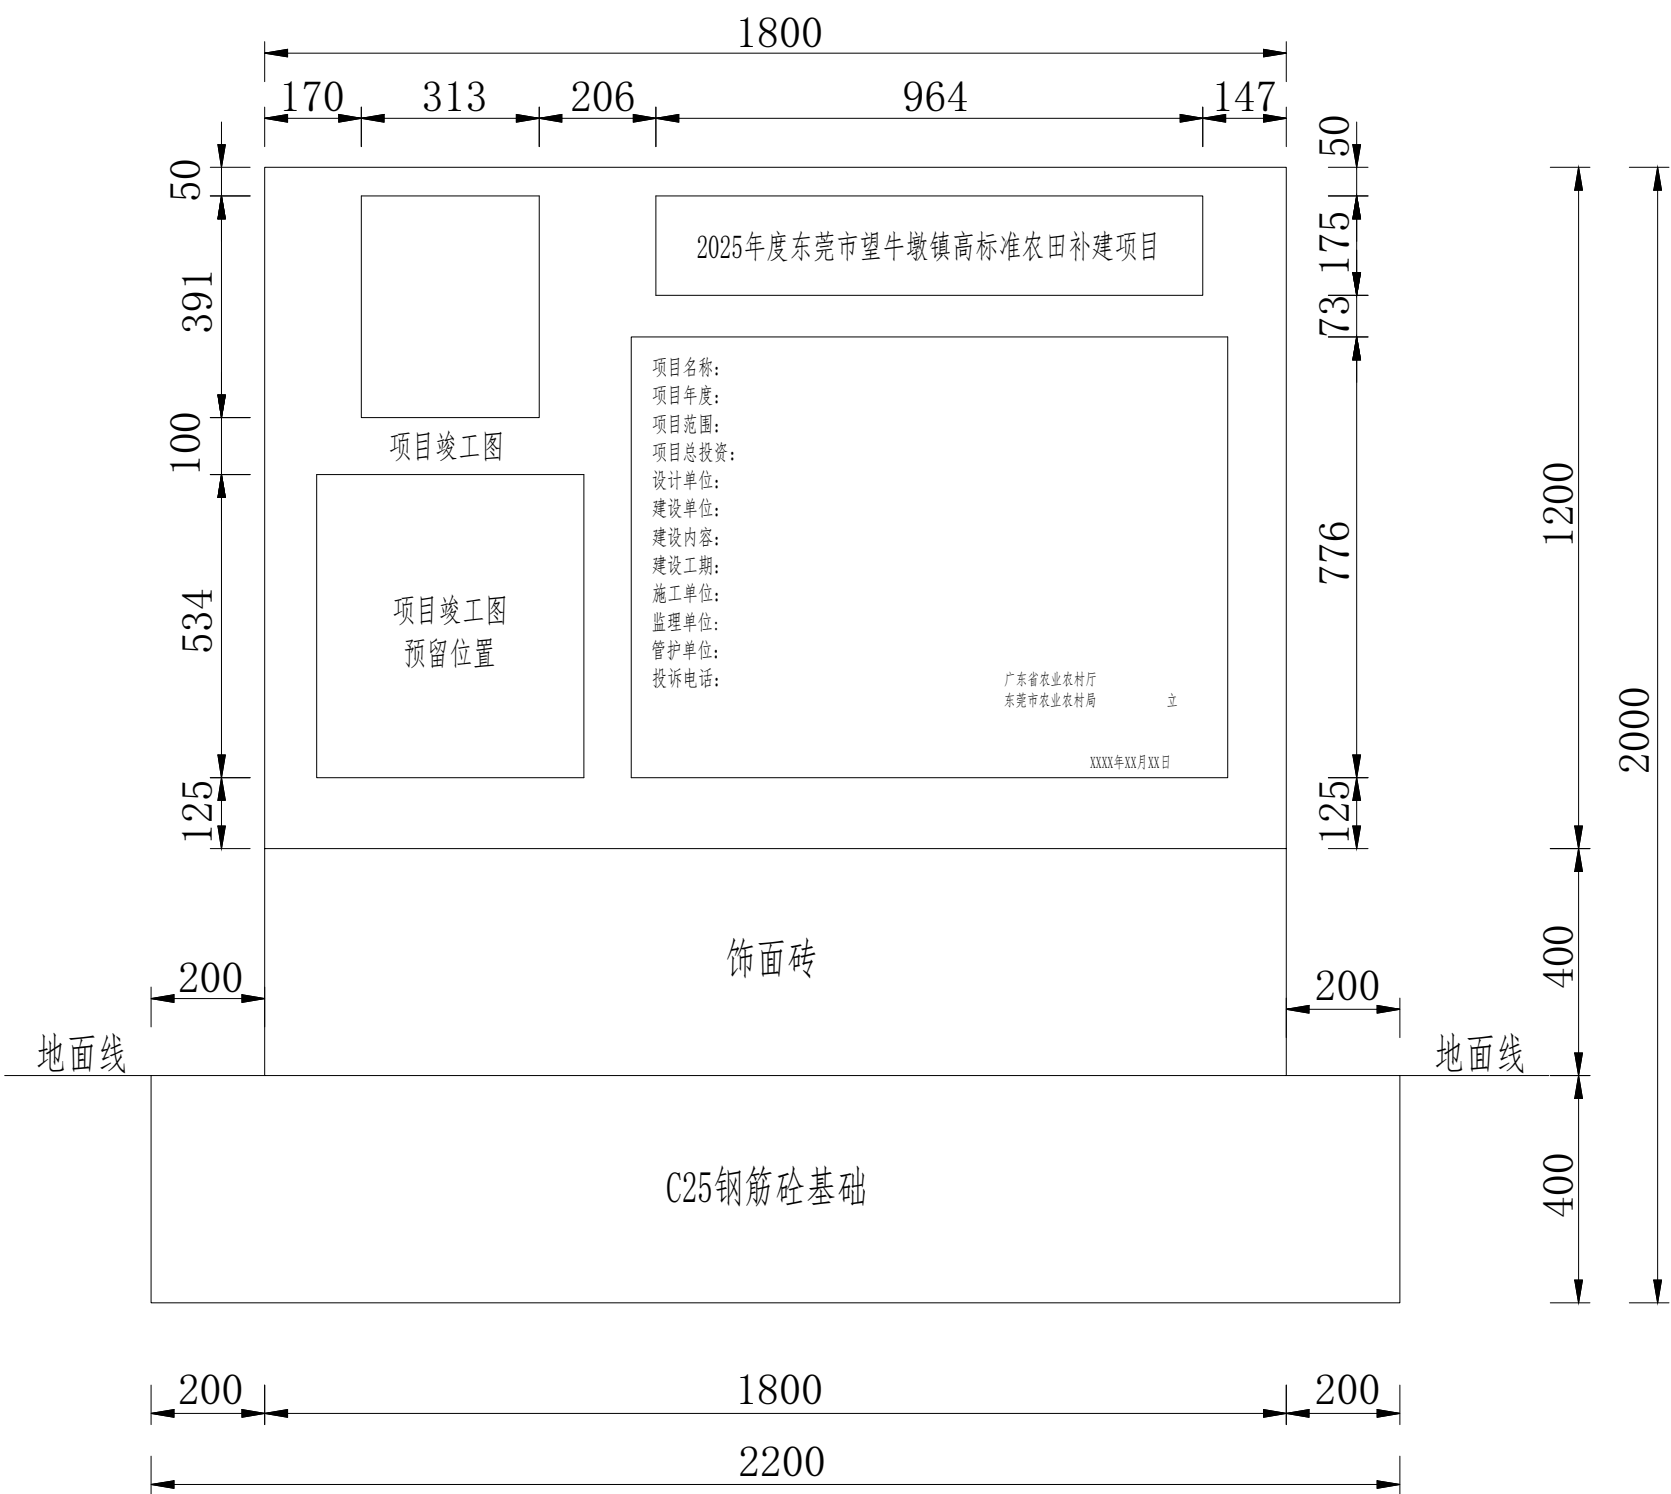 1800
170
313
206
964
147
50
391
100
534
125
50
175
73
776
125
1200
400
400
2000
2025年度东莞市望牛墩镇高标准农田补建项目
项目竣工图
项目竣工图
预留位置
项目名称:
项目年度:
项目范围:
项目总投资:
设计单位:
建设单位:
建设内容:
建设工期:
施工单位:
监理单位:
管护单位:
投诉电话:
广东省农业农村厅
东莞市农业农村局 立
XXXX年XX月XX日
饰面砖
200
200
地面线
地面线
C25钢筋砼基础
200
1800
200
2200